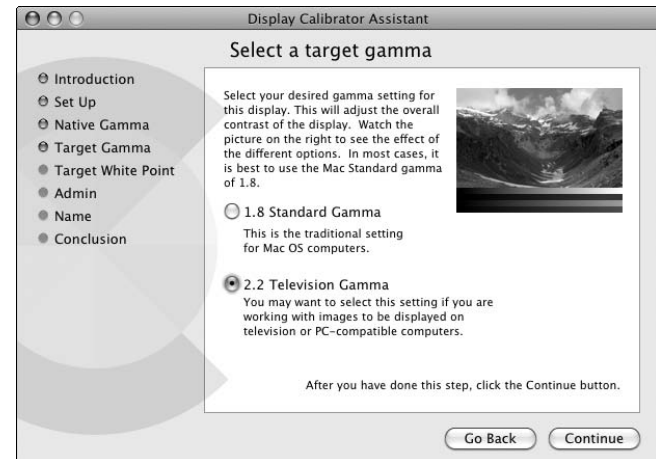 Display Calibrator Assistant
Select a target gamma
Introduction
Set Up
Native Gamma
Target Gamma
Target White Point
Admin
Name
Conclusion
Select your desired gamma setting for
this display. This will adjust the overall
contrast of the display. Watch the
picture on the right to see the effect of
the different options. In most cases, it
is best to use the Mac Standard gamma
of 1.8.
1.8 Standard Gamma
This is the traditional setting
for Mac OS computers.
2.2 Television Gamma
You may want to select this setting if you are
working with images to be displayed on
television or PC-compatible computers.
After you have done this step, click the Continue button.
Go Back
Continue